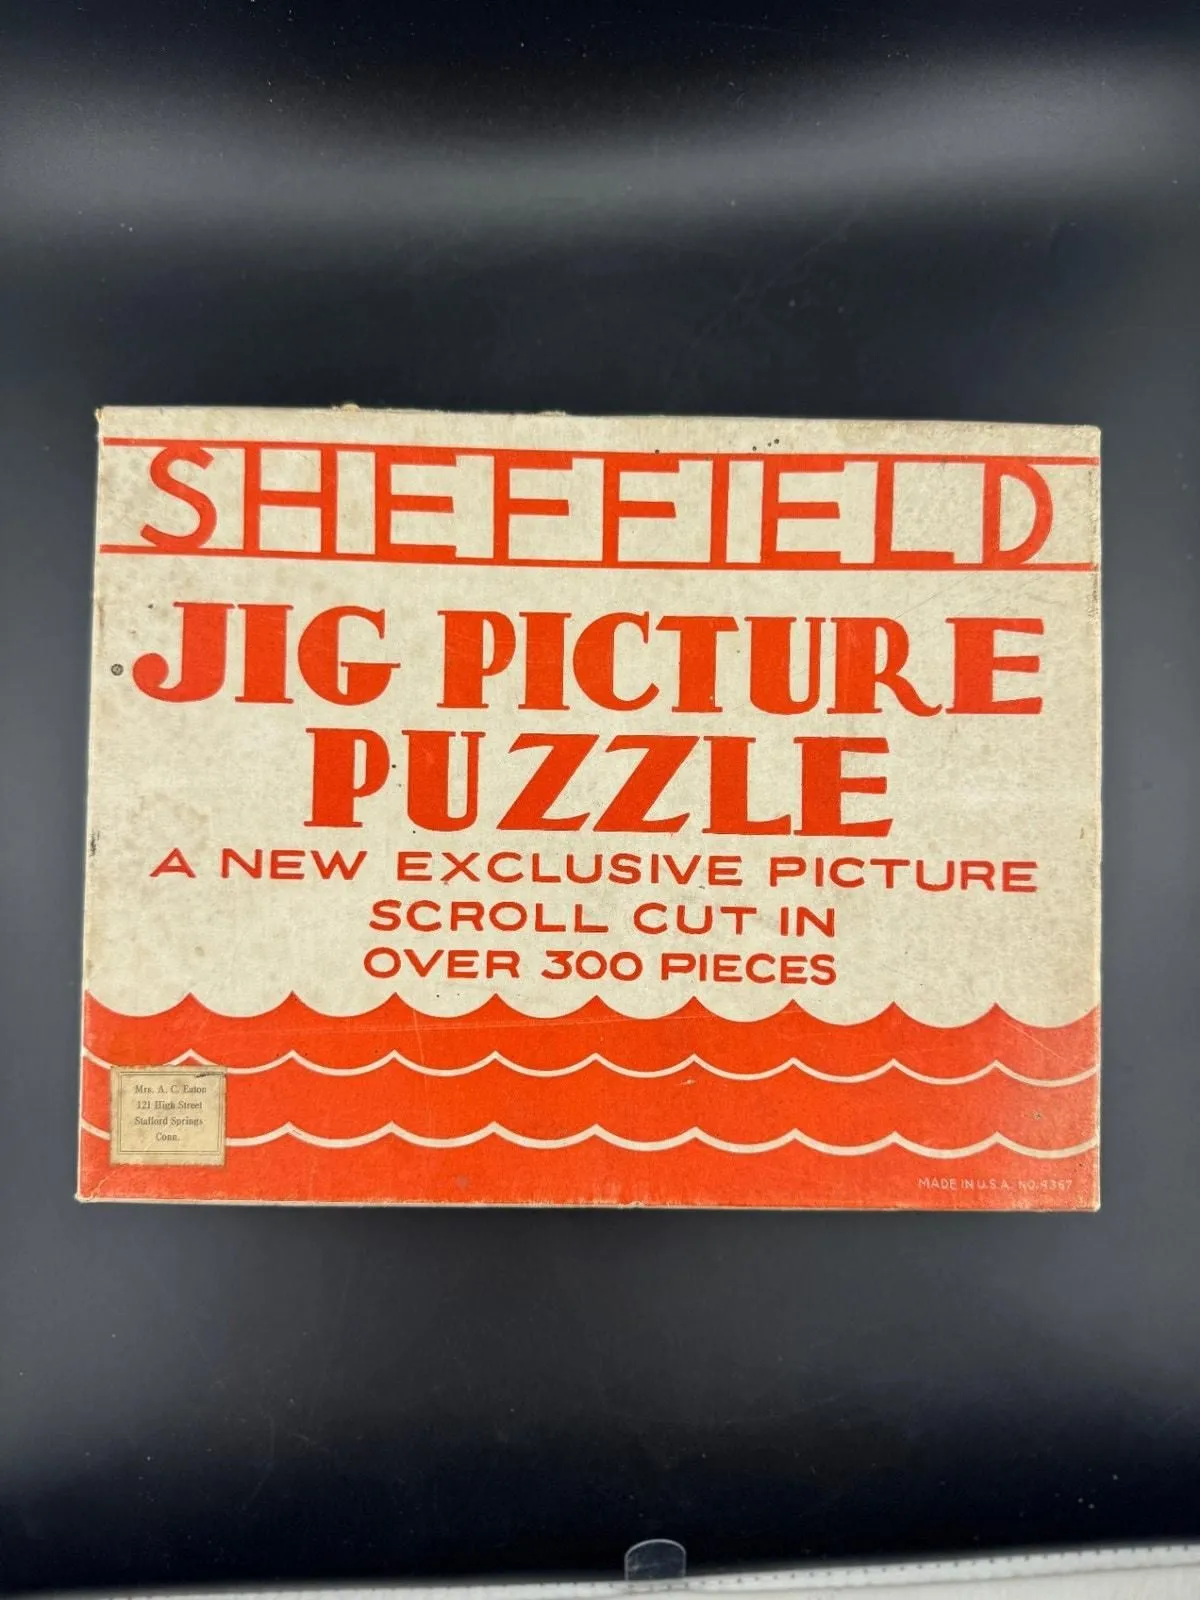 SHEFFIELD
JIG PICTURE
PUZZLE
A NEW EXCLUSIVE PICTURE
SCROLL CUT IN
OVER 300 PIECES
Mrs. A. C. Eaton
121 High Street
Stafford Springs
Conn.
MADE IN U.S.A. NO. 4367